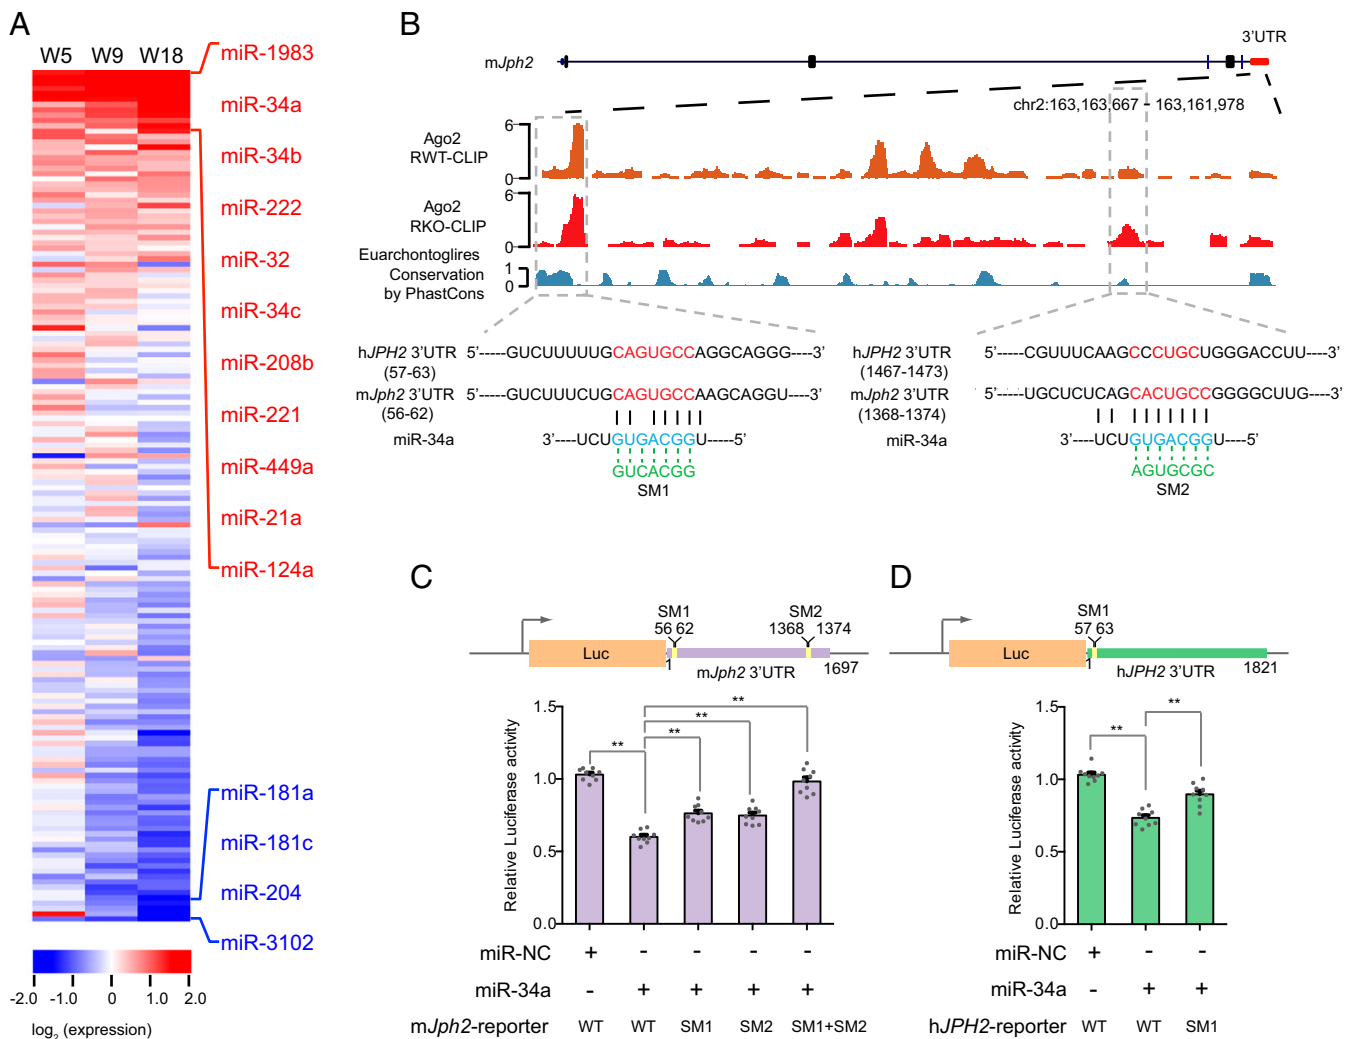 A
W5 W9 W18
miR-1983
miR-34a
miR-34b
miR-222
miR-32
miR-34c
miR-208b
miR-221
miR-449a
miR-21a
miR-124a
miR-181a
miR-181c
miR-204
miR-3102
-2.0 -1.0 0 1.0 2.0
log2 (expression)
B
3'UTR
mJph2
chr2:163,163,667 - 163,161,978
Ago2
RWT-CLIP
6
0
Ago2
RKO-CLIP
6
0
Euarchontoglires
Conservation
by PhastCons
1
0
hJPH2 3'UTR 5'-----GUCUUUUUGCAGUGCCAGGCAGGG----3'
(57-63)
mJph2 3'UTR 5'-----GUCUUUCUGCAGUGCCAAGCAGGU-----3'
(56-62)
miR-34a 3'----UCUGUGACGGU-----5'
GUCACGG
SM1
hJPH2 3'UTR 5'-----CGUUUCAAGCCCUGCUGGGACCUU----3'
(1467-1473)
mJph2 3'UTR 5'-----UGCUCUCAGCACUGCCGGGGCUUG----3'
(1368-1374)
miR-34a 3'----UCUGUGACGGU----5'
AGUGCGC
SM2
C
SM1 SM2
56 62 1368 1374
Luc
1
mJph2 3'UTR
1697
Relative Luciferase activity
1.5
1.0
0.5
0.0
**
**
**
**
miR-NC + - - - -
miR-34a - + + + +
mJph2-reporter WT WT SM1 SM2 SM1+SM2
D
SM1
57 63
Luc
1
hJPH2 3'UTR
1821
Relative Luciferase activity
1.5
1.0
0.5
0.0
**
**
miR-NC + - -
miR-34a - + +
hJPH2-reporter WT WT SM1